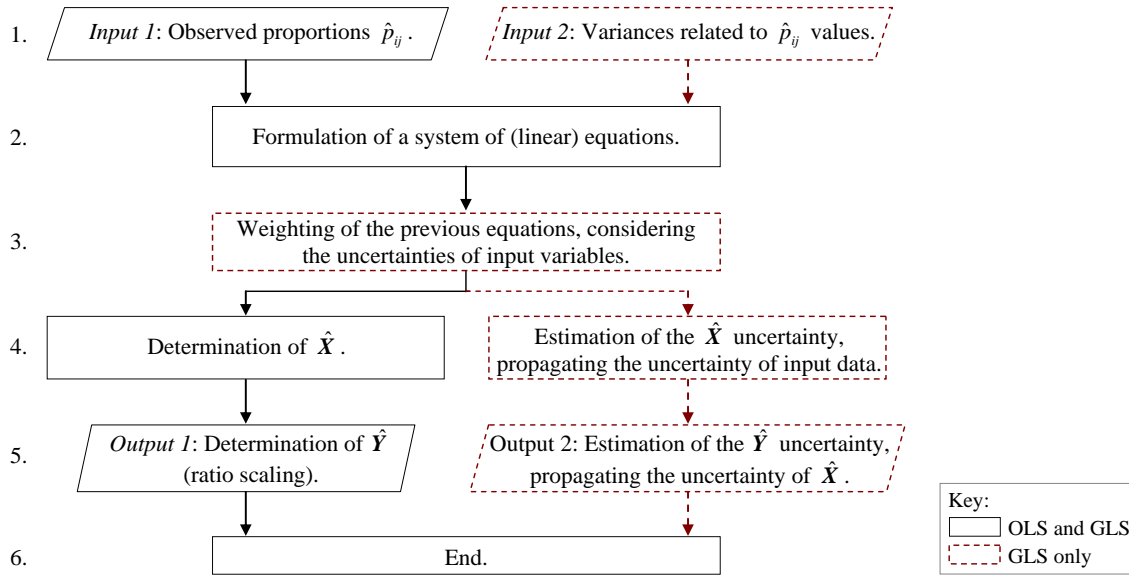 1.
Input 1: Observed proportions p̂ij .
Input 2: Variances related to p̂ij values.
2.
Formulation of a system of (linear) equations.
3.
Weighting of the previous equations, considering
the uncertainties of input variables.
4.
Determination of X̂ .
Estimation of the X̂ uncertainty,
propagating the uncertainty of input data.
5.
Output 1: Determination of Ŷ
(ratio scaling).
Output 2: Estimation of the Ŷ uncertainty,
propagating the uncertainty of X̂ .
6.
End.
Key:
OLS and GLS
GLS only